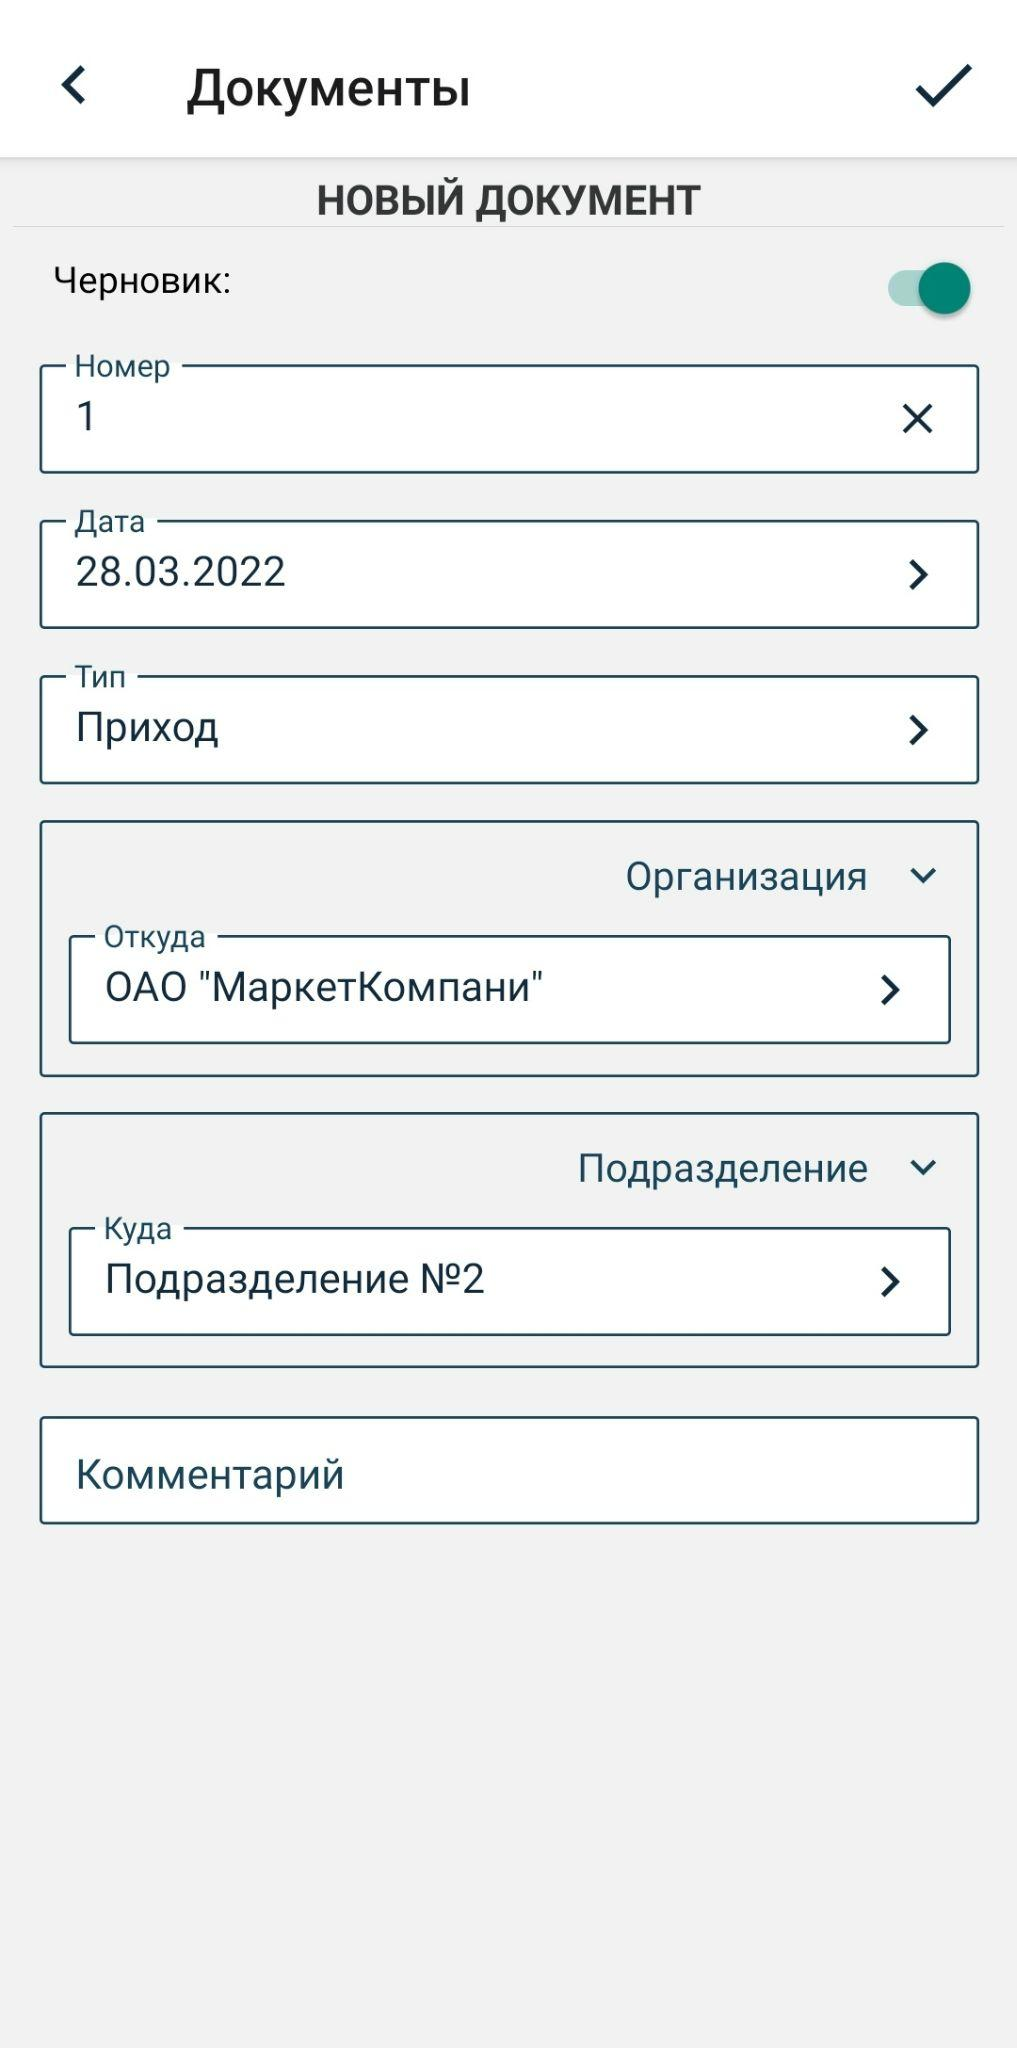 Документы
НОВЫЙ ДОКУМЕНТ
Черновик:
Номер
1
Дата
28.03.2022
Тип
Приход
Организация
Откуда
ОАО "МаркетКомпани"
Подразделение
Куда
Подразделение №2
Комментарий